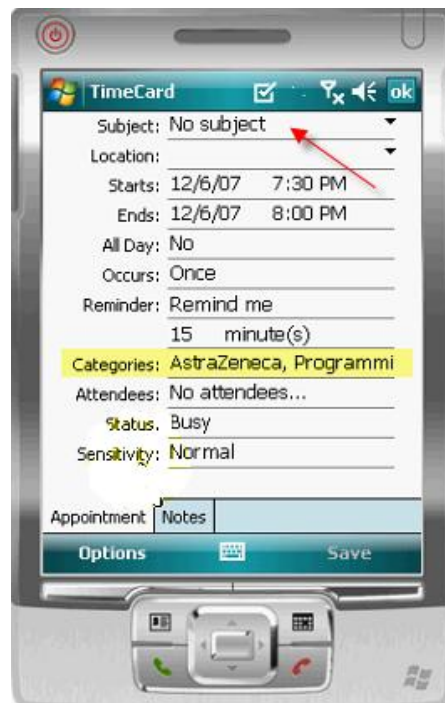 TimeCard ok
Subject: No subject
Location:
Starts: 12/6/07 7:30 PM
Ends: 12/6/07 8:00 PM
All Day: No
Occurs: Once
Reminder: Remind me
15 minute(s)
Categories: AstraZeneca, Programmi
Attendees: No attendees...
Status. Busy
Sensitivity: Normal
Appointment Notes
Options Save